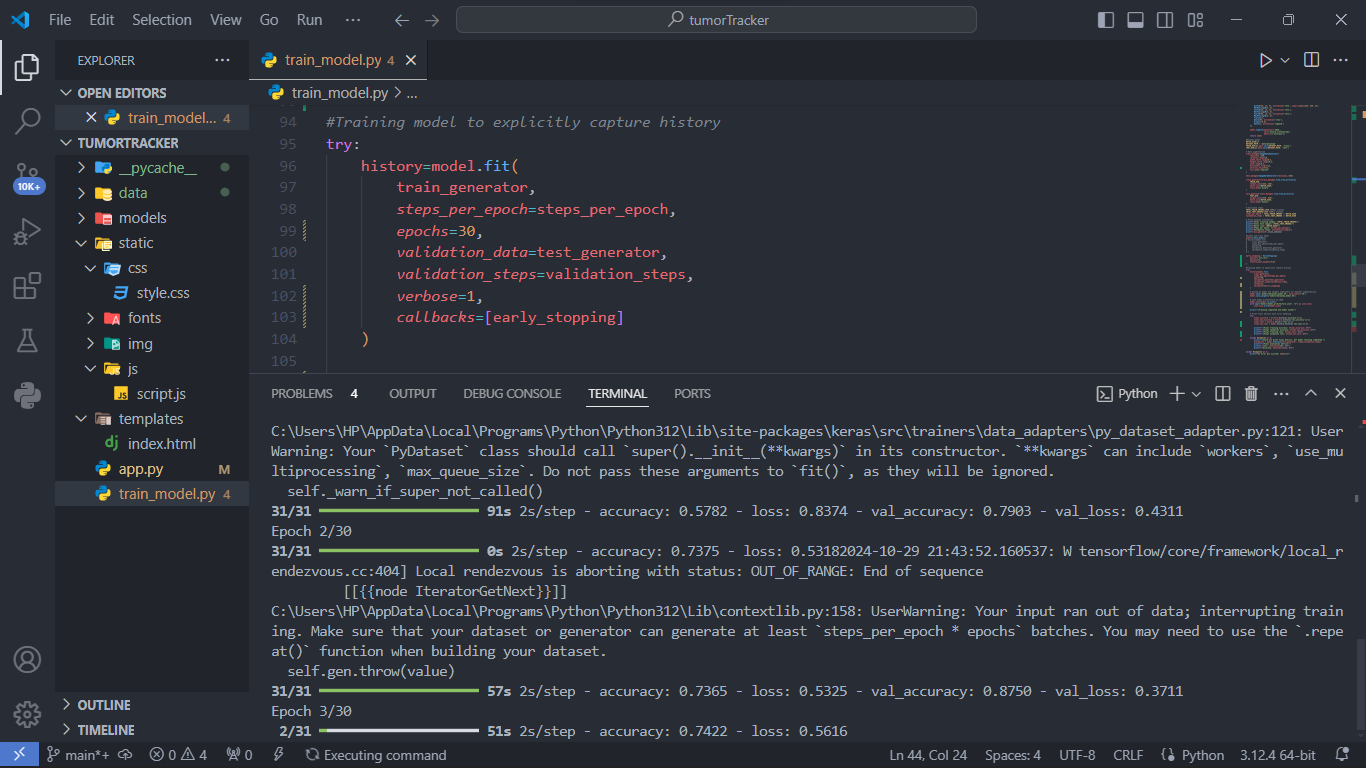 File Edit Selection View Go Run ··· tumorTracker
EXPLORER ···
OPEN EDITORS
train_model... 4
TUMORTRACKER
__pycache__
data
models
static
css
style.css
fonts
img
js
JS script.js
templates
dj index.html
app.py M
train_model.py 4
OUTLINE
TIMELINE
10K+
train_model.py 4
train_model.py > ...
94 #Training model to explicitly capture history
95 try:
96 history=model.fit(
97 train_generator,
98 steps_per_epoch=steps_per_epoch,
99 epochs=30,
100 validation_data=test_generator,
101 validation_steps=validation_steps,
102 verbose=1,
103 callbacks=[early_stopping]
104 )
105
PROBLEMS 4 OUTPUT DEBUG CONSOLE TERMINAL PORTS Python
C:\Users\HP\AppData\Local\Programs\Python\Python312\Lib\site-packages\keras\src\trainers\data_adapters\py_dataset_adapter.py:121: User
Warning: Your `PyDataset` class should call `super().__init__(**kwargs)` in its constructor. `**kwargs` can include `workers`, `use_mu
ltiprocessing`, `max_queue_size`. Do not pass these arguments to `fit()`, as they will be ignored.
self._warn_if_super_not_called()
31/31 91s 2s/step - accuracy: 0.5782 - loss: 0.8374 - val_accuracy: 0.7903 - val_loss: 0.4311
Epoch 2/30
31/31 0s 2s/step - accuracy: 0.7375 - loss: 0.53182024-10-29 21:43:52.160537: W tensorflow/core/framework/local_r
endezvous.cc:404] Local rendezvous is aborting with status: OUT_OF_RANGE: End of sequence
[[{{node IteratorGetNext}}]]
C:\Users\HP\AppData\Local\Programs\Python\Python312\Lib\contextlib.py:158: UserWarning: Your input ran out of data; interrupting train
ing. Make sure that your dataset or generator can generate at least `steps_per_epoch * epochs` batches. You may need to use the `.repe
at()` function when building your dataset.
self.gen.throw(value)
31/31 57s 2s/step - accuracy: 0.7365 - loss: 0.5325 - val_accuracy: 0.8750 - val_loss: 0.3711
Epoch 3/30
2/31 51s 2s/step - accuracy: 0.7422 - loss: 0.5616
main*+ 0 4 0 Executing command Ln 44, Col 24 Spaces: 4 UTF-8 CRLF Python 3.12.4 64-bit